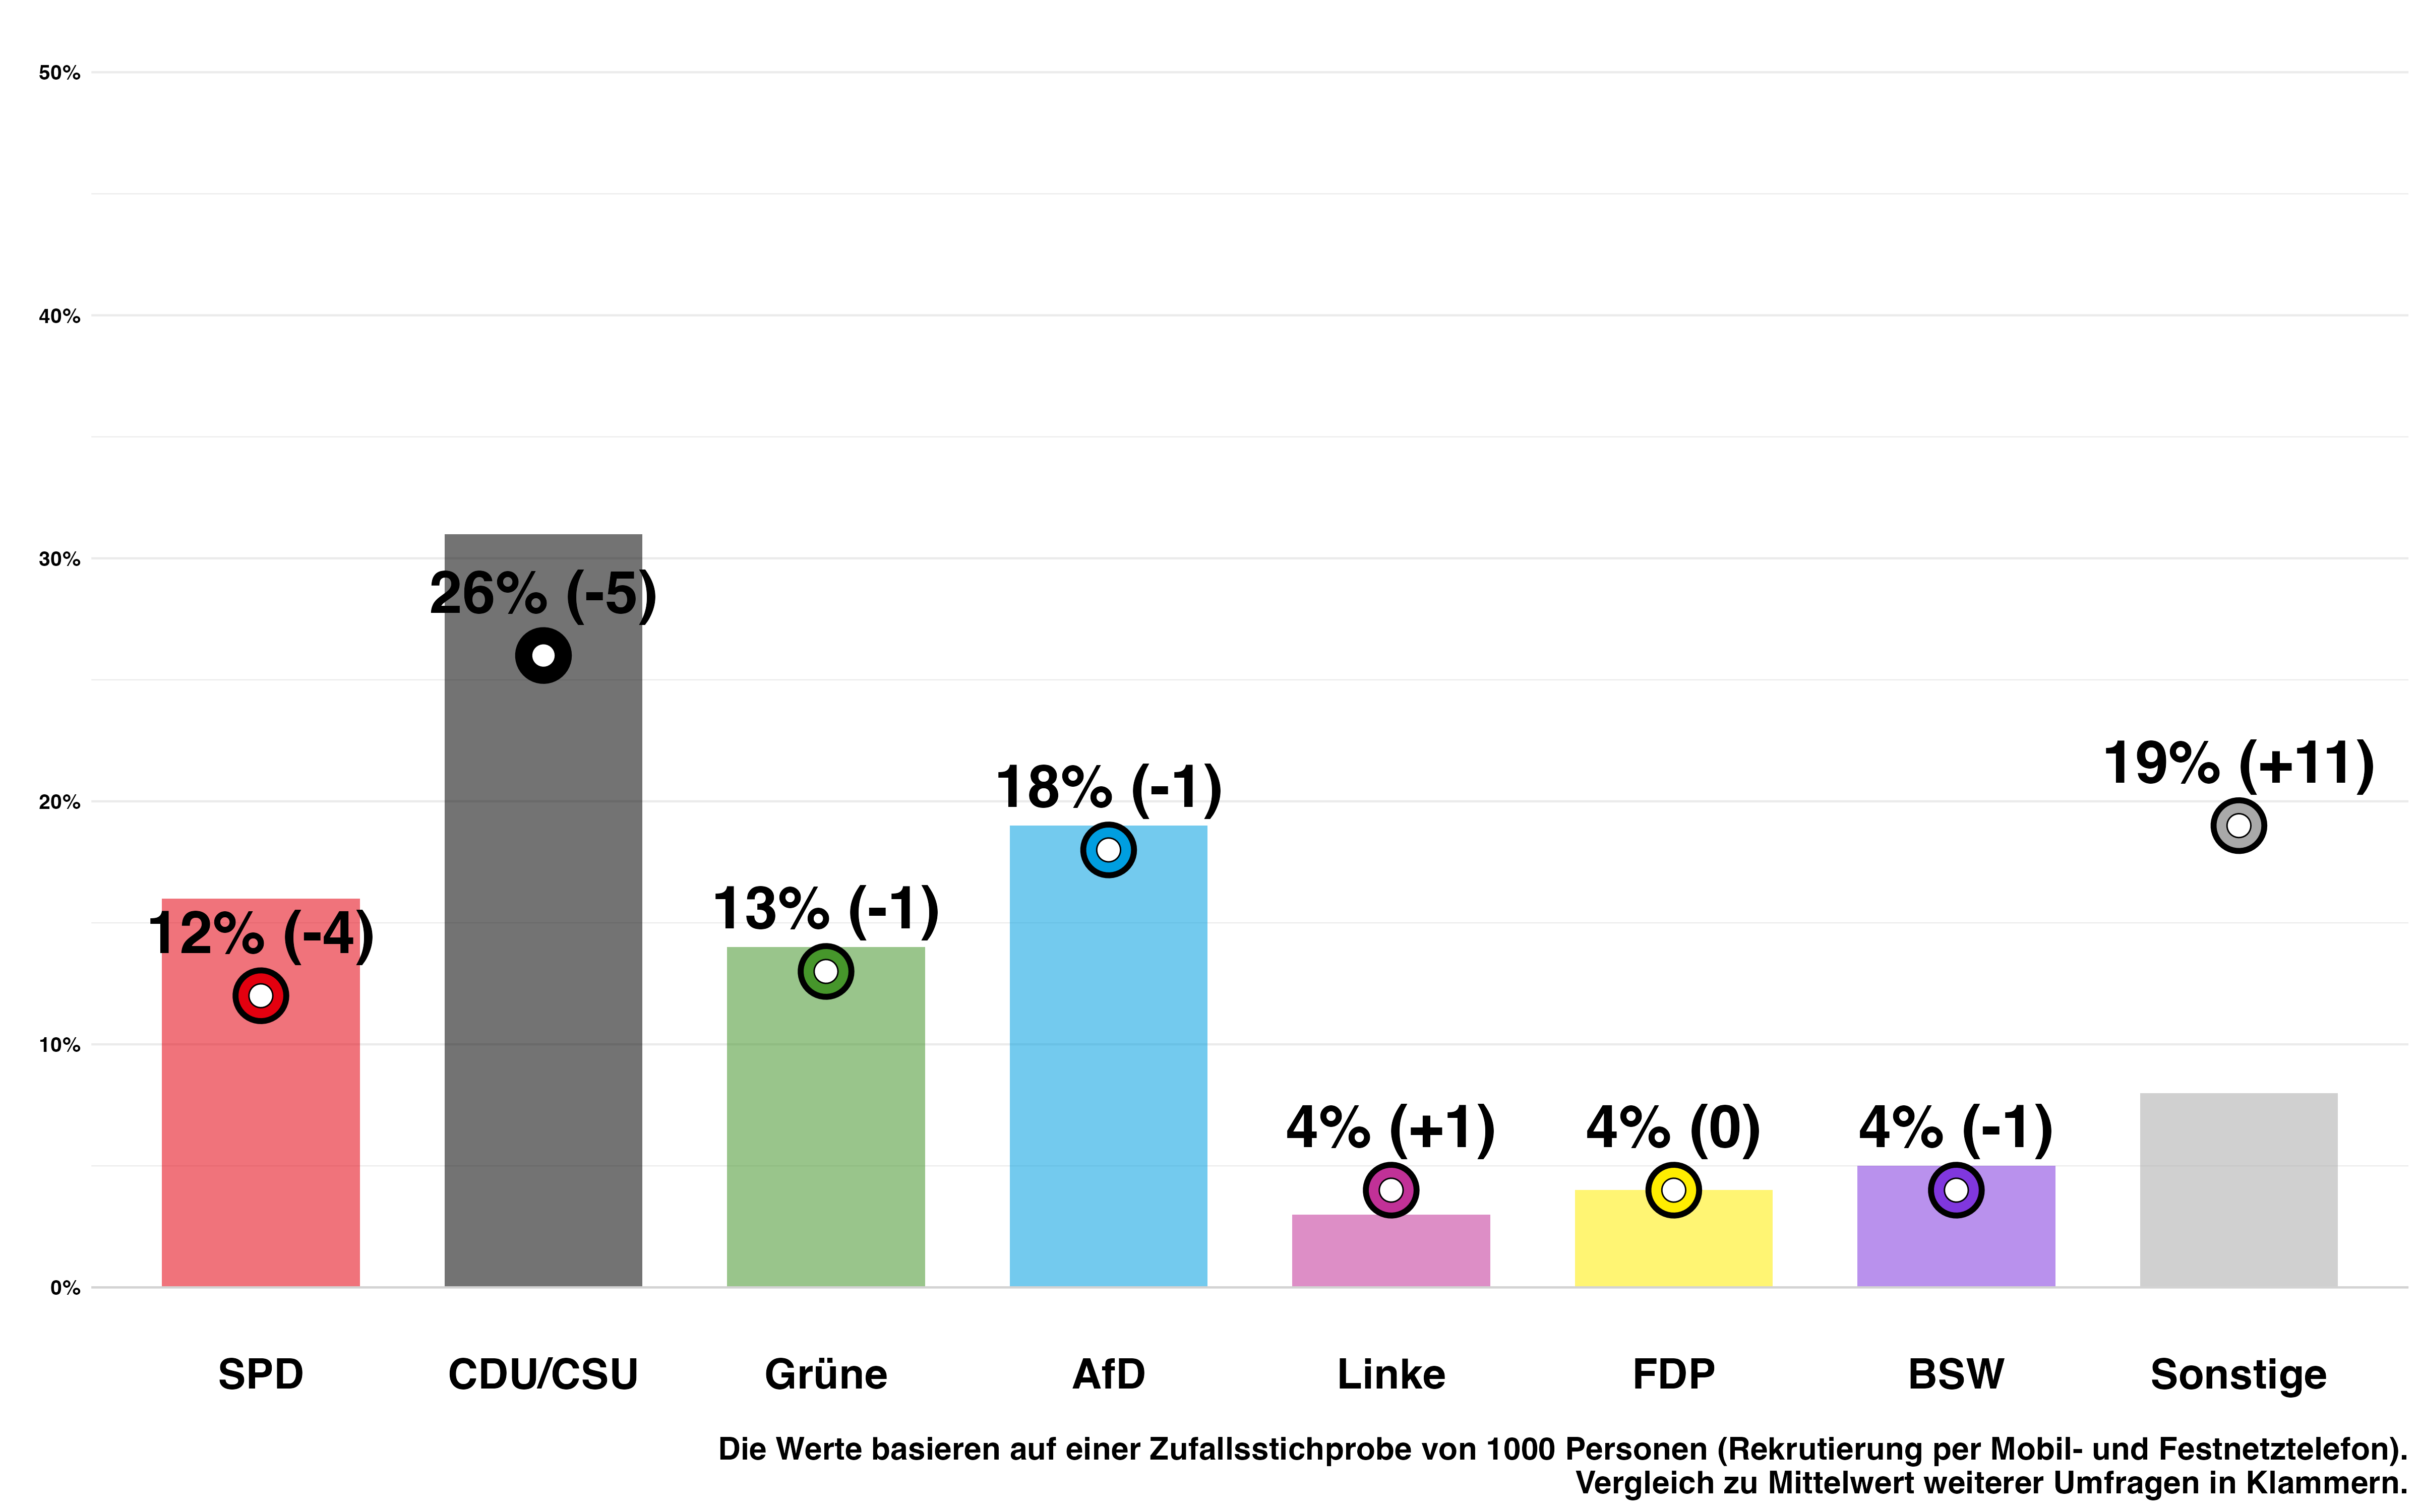 50%
40%
30%
20%
10%
0%
12% (-4)
26% (-5)
13% (-1)
18% (-1)
4% (+1)
4% (0)
4% (-1)
19% (+11)
SPD
CDU/CSU
Grüne
AfD
Linke
FDP
BSW
Sonstige
Die Werte basieren auf einer Zufallsstichprobe von 1000 Personen (Rekrutierung per Mobil- und Festnetztelefon).
Vergleich zu Mittelwert weiterer Umfragen in Klammern.